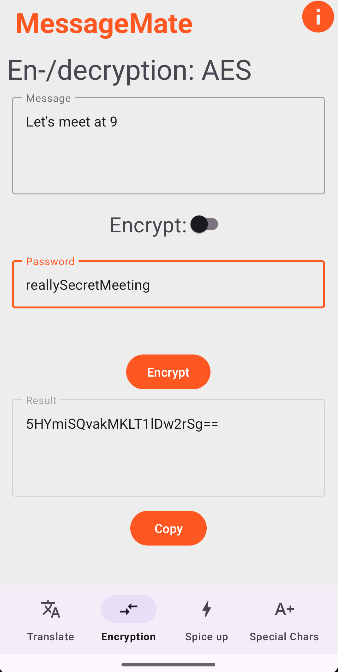 MessageMate
i
En-/decryption: AES
Message
Let's meet at 9
Encrypt:
Password
reallySecretMeeting
Encrypt
Result
5HYmiSQvakMKLT1lDw2rSg==
Copy
A+
Translate Encryption Spice up Special Chars